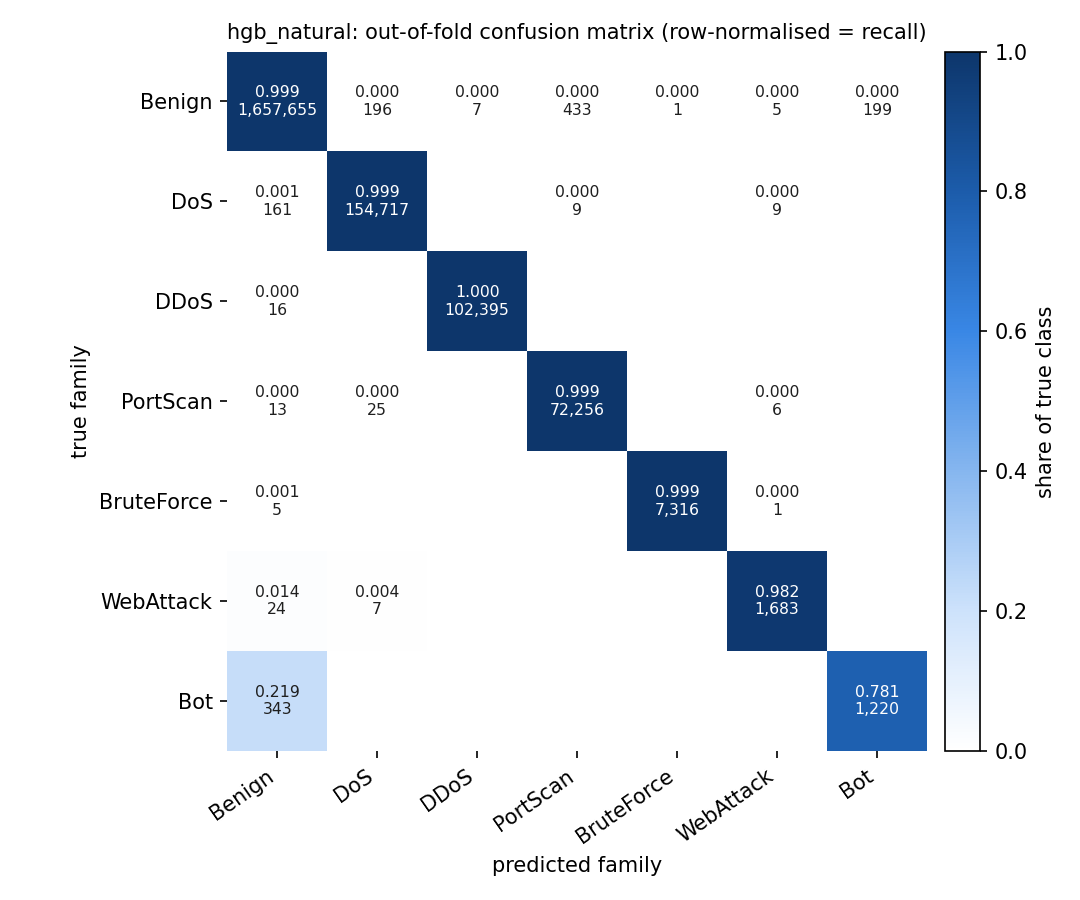 hgb_natural: out-of-fold confusion matrix (row-normalised = recall)
Benign
0.999 0.000 0.000 0.000 0.000 0.000 0.000
1,657,655 196 7 433 1 5 199
DoS
0.001 0.999 0.000 0.000
161 154,717 9 9
DDoS
0.000 1.000
16 102,395
PortScan
0.000 0.000 0.999 0.000
13 25 72,256 6
BruteForce
0.001 0.999 0.000
5 7,316 1
WebAttack
0.014 0.004 0.982
24 7 1,683
Bot
0.219 0.781
343 1,220
true family
Benign DoS DDoS PortScan BruteForce WebAttack Bot
predicted family
1.0
0.8
0.6
0.4
0.2
0.0
share of true class